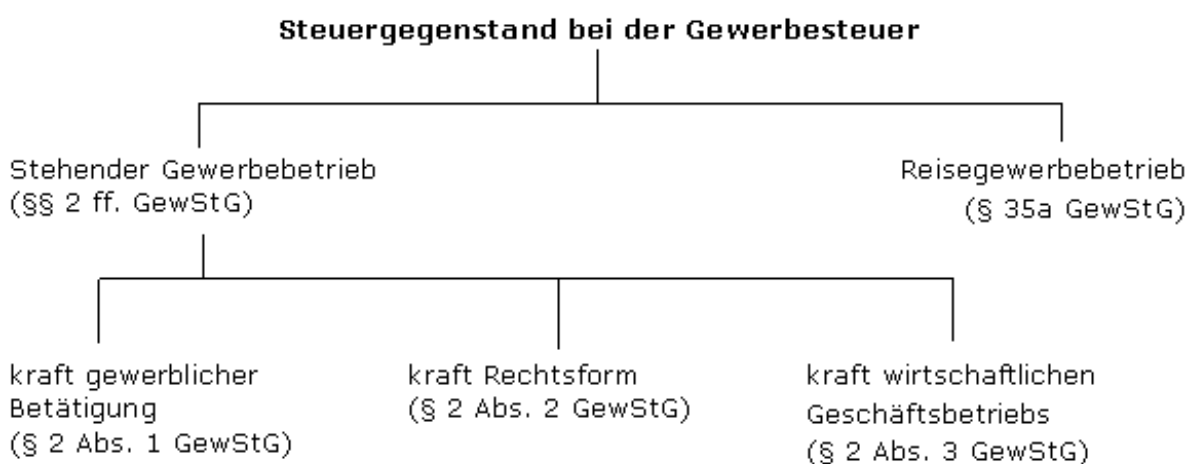 Steuergegenstand bei der Gewerbesteuer
Stehender Gewerbebetrieb
(§§ 2 ff. GewStG)
Reisegewerbebetrieb
(§ 35a GewStG)
kraft gewerblicher
Betätigung
(§ 2 Abs. 1 GewStG)
kraft Rechtsform
(§ 2 Abs. 2 GewStG)
kraft wirtschaftlichen
Geschäftsbetriebs
(§ 2 Abs. 3 GewStG)